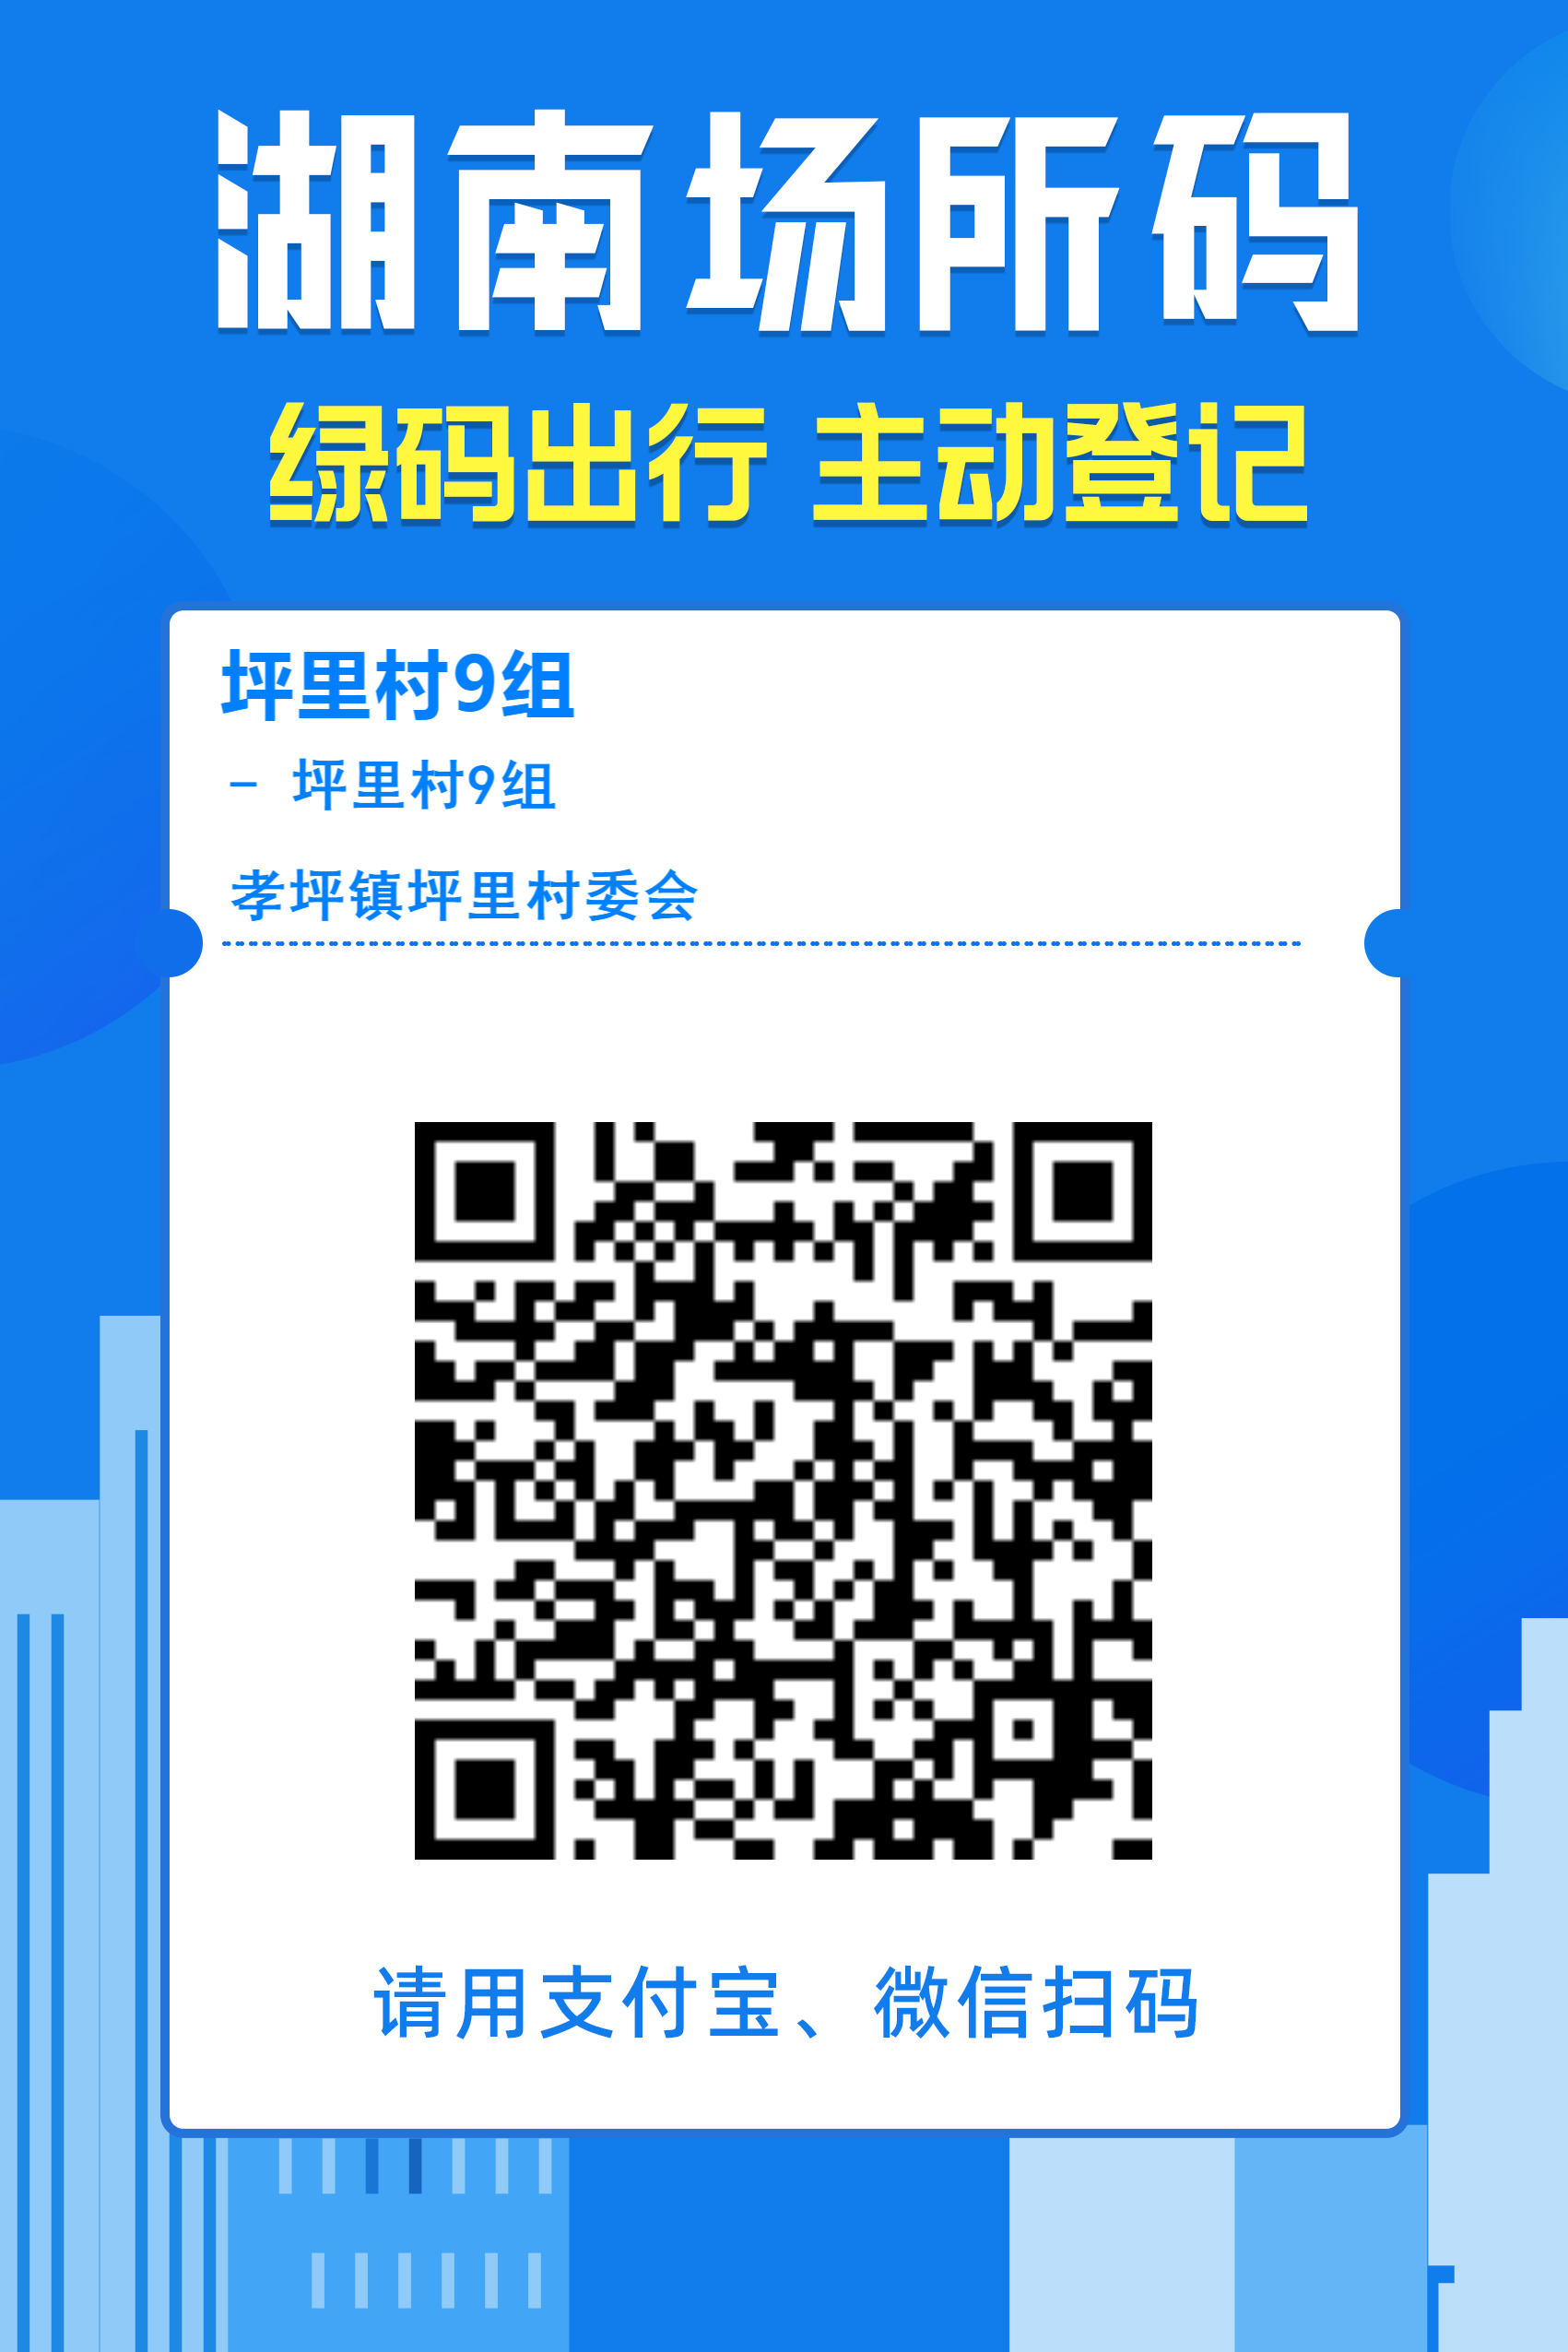 湖南场所码
绿码出行 主动登记
坪里村9组
– 坪里村9组
孝坪镇坪里村委会
请用支付宝、微信扫码